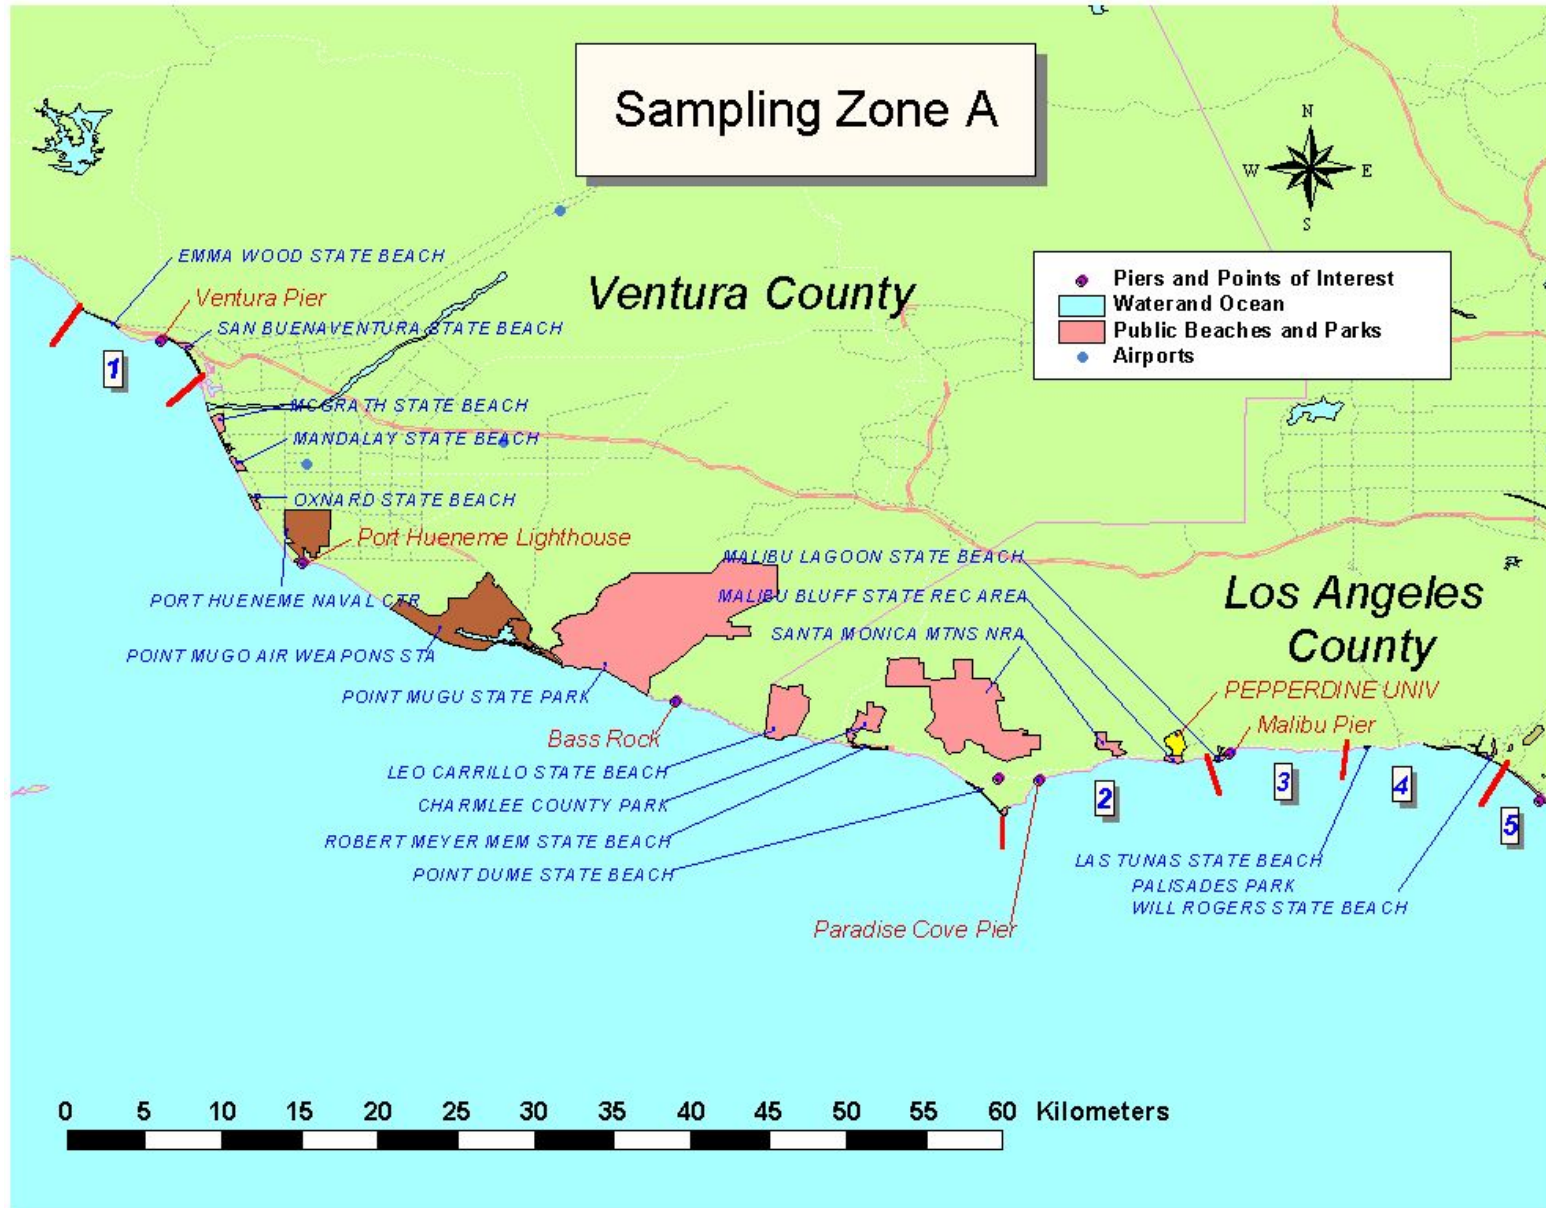 Sampling Zone A
N
W E
S
EMMA WOOD STATE BEACH
Ventura Pier
SAN BUENAVENTURA STATE BEACH
Ventura County
Piers and Points of Interest
Waterand Ocean
Public Beaches and Parks
Airports
1
MCGRATH STATE BEACH
MANDALAY STATE BEACH
OXNARD STATE BEACH
Port Hueneme Lighthouse
PORT HUENEME NAVAL CTR
POINT MUGO AIR WEAPONS STA
POINT MUGU STATE PARK
Bass Rock
MALIBU LAGOON STATE BEACH
MALIBU BLUFF STATE REC AREA
SANTA MONICA MTNS NRA
Los Angeles
County
PEPPERDINE UNIV
Malibu Pier
LEO CARRILLO STATE BEACH
CHARMLEE COUNTY PARK
ROBERT MEYER MEM STATE BEACH
POINT DUME STATE BEACH
2
3
4
5
LAS TUNAS STATE BEACH
PALISADES PARK
WILL ROGERS STATE BEACH
Paradise Cove Pier
0 5 10 15 20 25 30 35 40 45 50 55 60 Kilometers